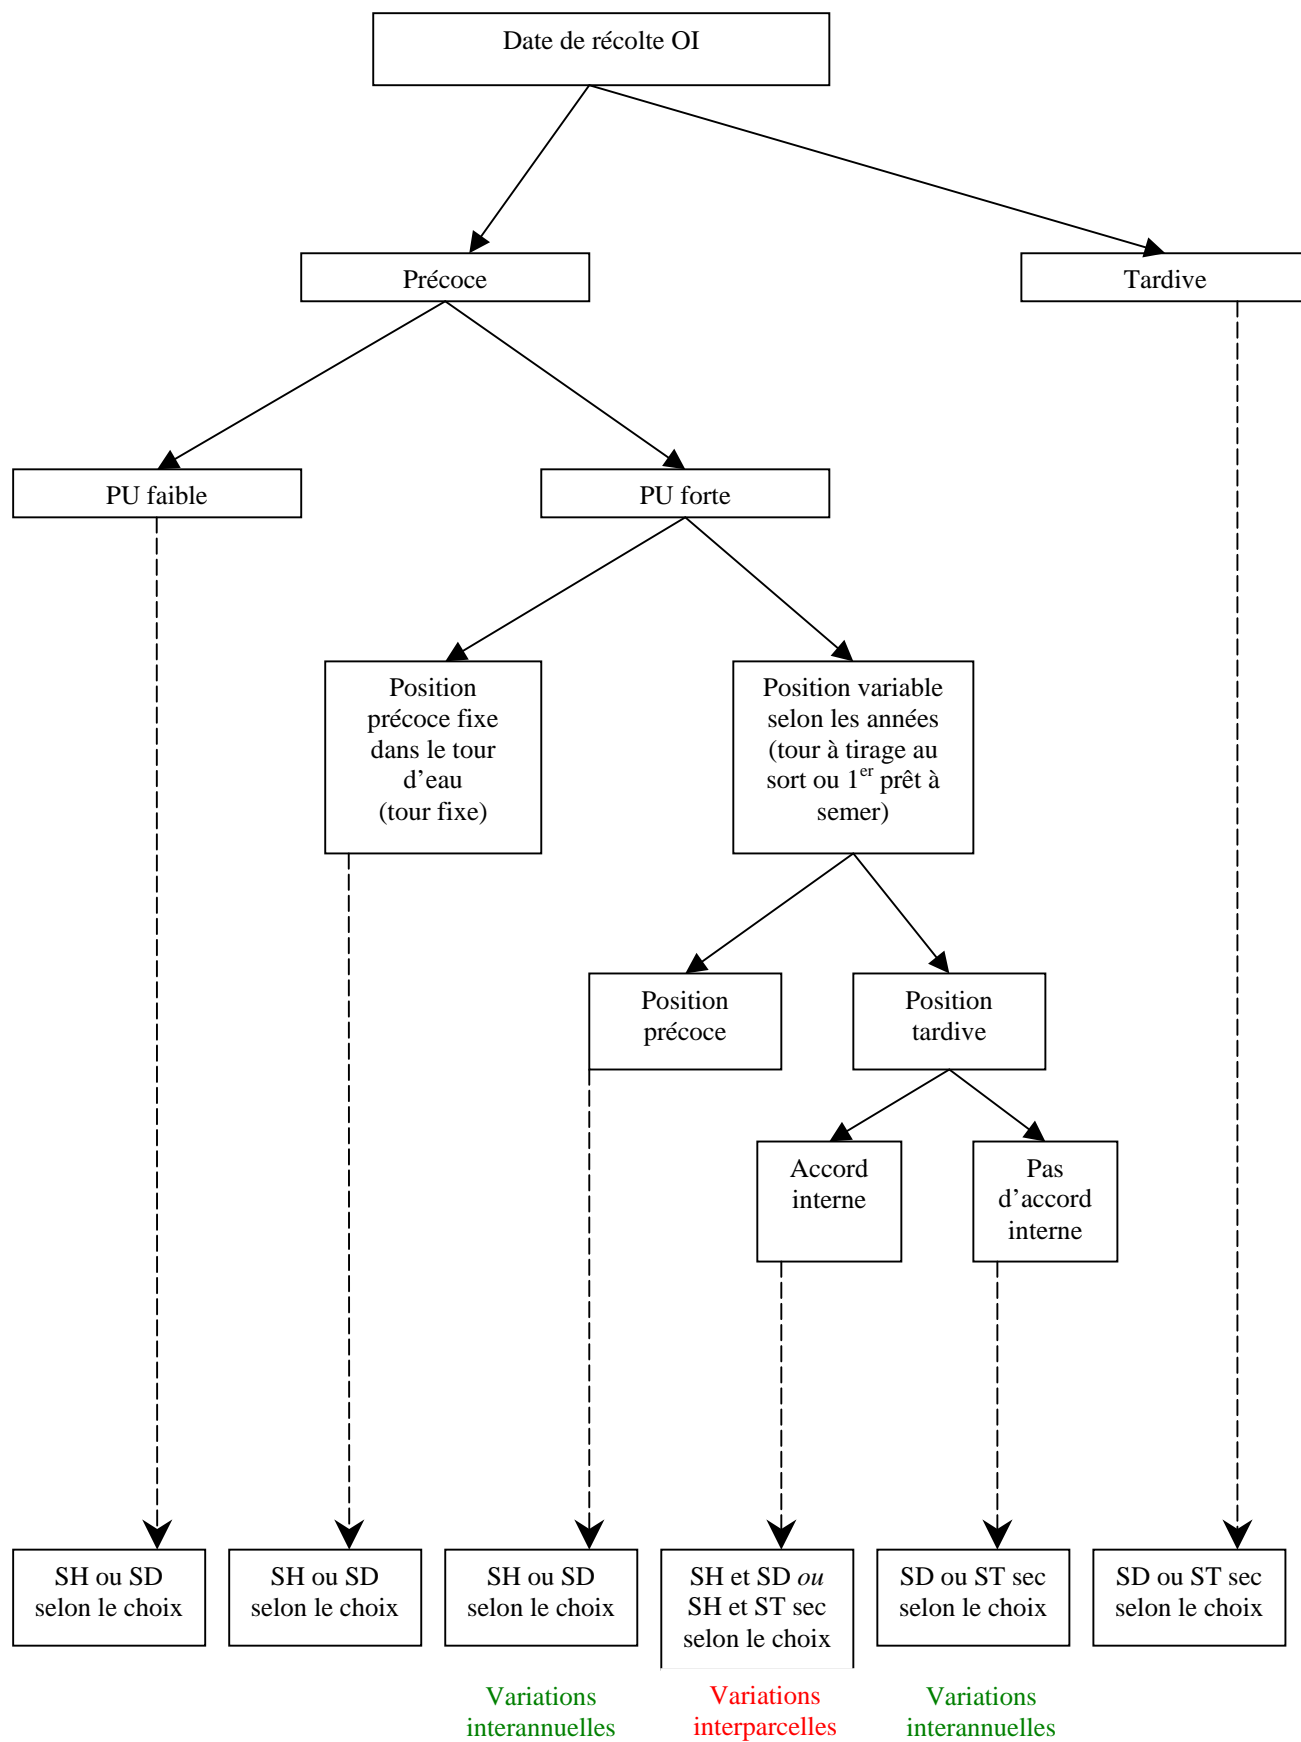 Date de récolte OI
Précoce
Tardive
PU faible
PU forte
Position
précoce fixe
dans le tour
d’eau
(tour fixe)
Position variable
selon les années
(tour à tirage au
sort ou 1er prêt à
semer)
Position
précoce
Position
tardive
Accord
interne
Pas
d’accord
interne
SH ou SD
selon le choix
SH ou SD
selon le choix
SH ou SD
selon le choix
SH et SD ou
SH et ST sec
selon le choix
SD ou ST sec
selon le choix
SD ou ST sec
selon le choix
Variations
interannuelles
Variations
interparcelles
Variations
interannuelles